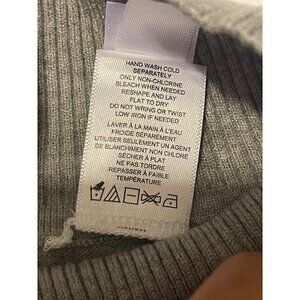 HAND WASH COLD
SEPARATELY
ONLY NON-CHLORINE
BLEACH WHEN NEEDED
RESHAPE AND LAY
FLAT TO DRY
DO NOT WRING OR TWIST
LOW IRON IF NEEDED
LAVER À LA MAIN À L'EAU
FROIDE SÉPARÉMENT
UTILISER SEULEMENT UN AGENT
DE BLANCHIMENT NON CHLORE
SÉCHER À PLAT
NE PAS TORDRE
REPASSER À FAIBLE
TEMPÉRATURE